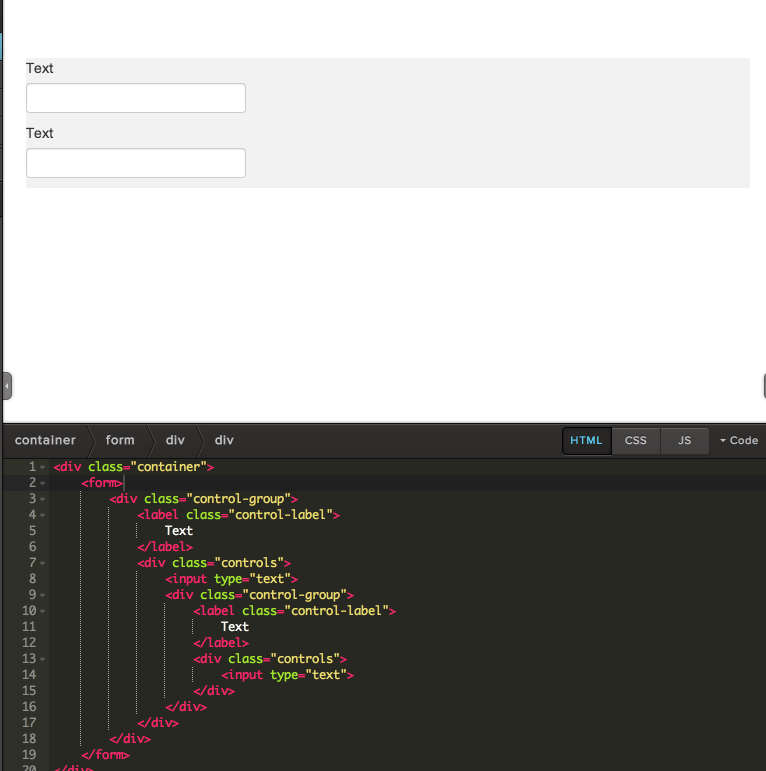 Text
Text
container form div div HTML CSS JS Code
1 <div class="container">
2 <form>
3 <div class="control-group">
4 <label class="control-label">
5 Text
6 </label>
7 <div class="controls">
8 <input type="text">
9 <div class="control-group">
10 <label class="control-label">
11 Text
12 </label>
13 <div class="controls">
14 <input type="text">
15 </div>
16 </div>
17 </div>
18 </div>
19 </form>
20 </div>